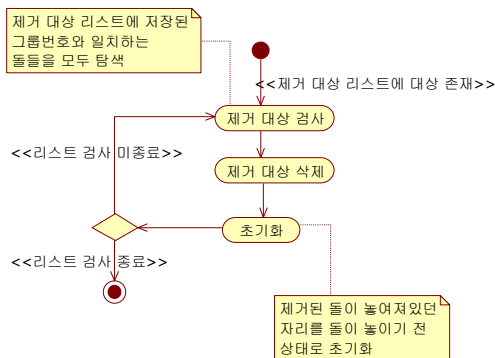 제거 대상 리스트에 저장된
그룹번호와 일치하는
돌들을 모두 탐색
<<제거 대상 리스트에 대상 존재>>
제거 대상 검사
<<리스트 검사 미종료>>
제거 대상 삭제
초기화
<<리스트 검사 종료>>
제거된 돌이 놓여져있던
자리를 돌이 놓이기 전
상태로 초기화